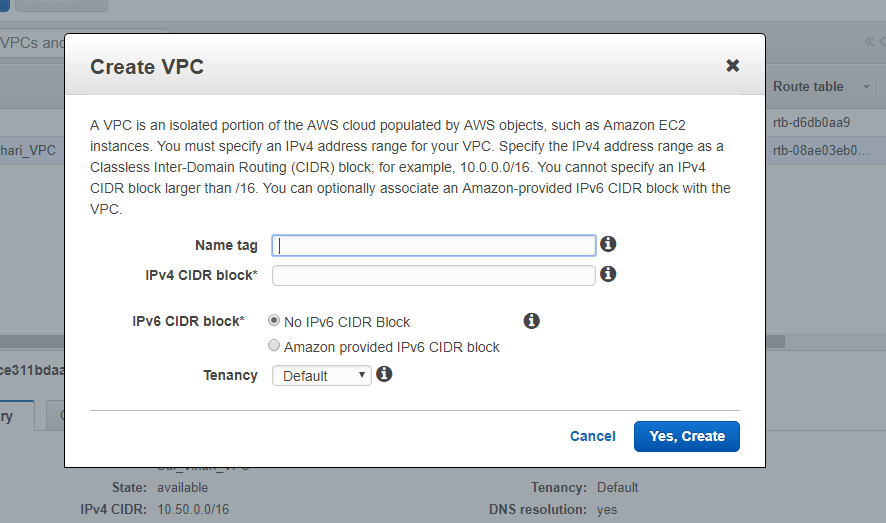 VPCs and
Create VPC
Route table
A VPC is an isolated portion of the AWS cloud populated by AWS objects, such as Amazon EC2
rtb-d6db0aa9
instances. You must specify an IPv4 address range for your VPC. Specify the IPv4 address range as a
hari_VPC
rtb-08ae03eb0...
Classless Inter-Domain Routing (CIDR) block; for example, 10.0.0.0/16. You cannot specify an IPv4
CIDR block larger than /16. You can optionally associate an Amazon-provided IPv6 CIDR block with the
VPC.
Name tag
IPv4 CIDR block*
IPv6 CIDR block* No IPv6 CIDR Block
Amazon provided IPv6 CIDR block
ce311bdaa
Tenancy Default
ry
Cancel Yes, Create
State: available Tenancy: Default
IPv4 CIDR: 10.50.0.0/16 DNS resolution: yes